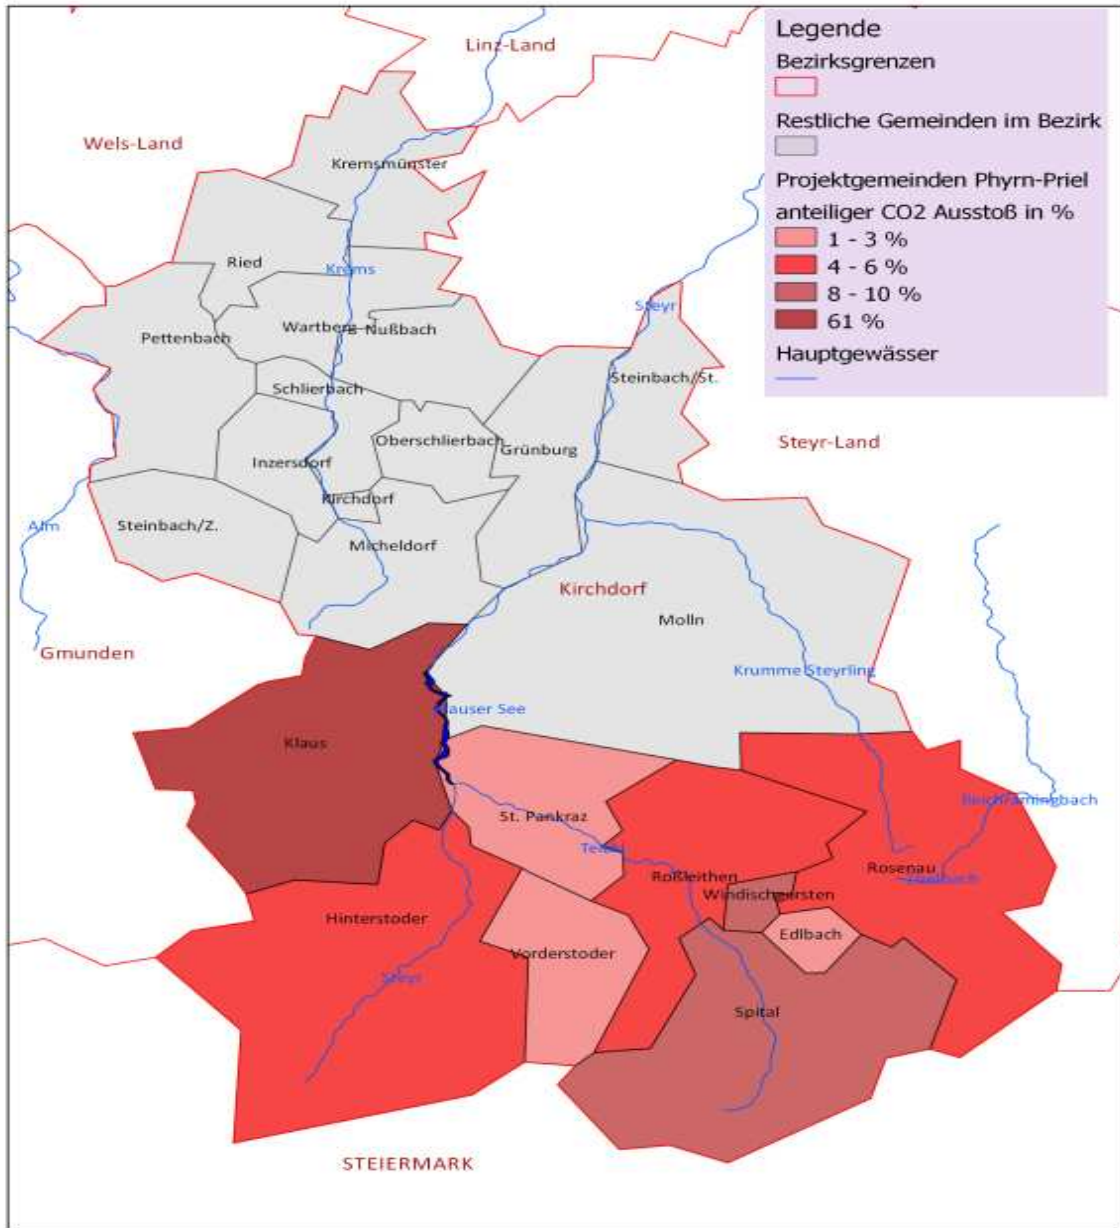 Legende
Bezirksgrenzen
Restliche Gemeinden im Bezirk
Projektgemeinden Phyrn-Priel
anteiliger CO2 Ausstoß in %
1 - 3 %
4 - 6 %
8 - 10 %
61 %
Hauptgewässer
Linz-Land
Wels-Land
Kremsmünster
Ried
Krems
Steyr
Wartberg
Nußbach
Pettenbach
Steinbach/St.
Schlierbach
Oberschlierbach
Steyr-Land
Grünburg
Inzersdorf
Kirchdorf
Alm
Steinbach/Z.
Micheldorf
Kirchdorf
Molln
Gmunden
Krumme Steyrling
Klauser See
Klaus
Reichramingbach
St. Pankraz
Rosenau
Roßleithen
Windischgarsten
Hinterstoder
Edlbach
Vorderstoder
Steyr
Spital
STEIERMARK